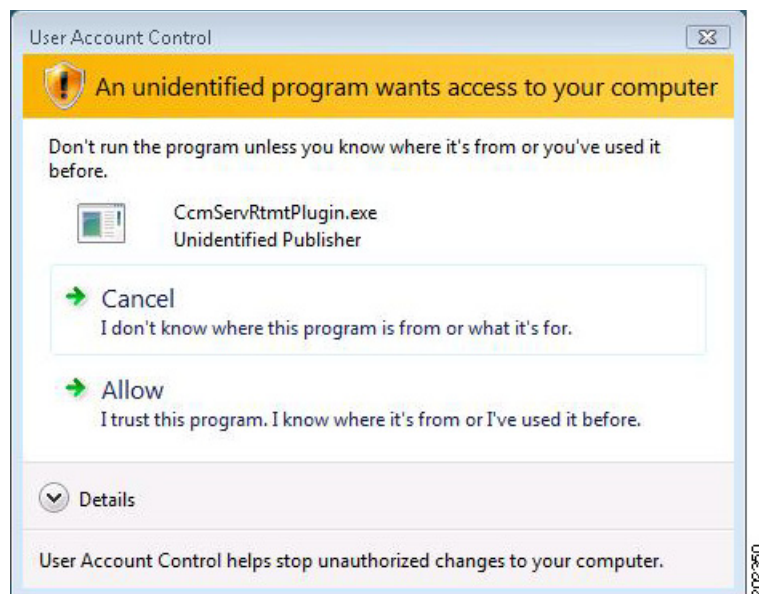 User Account Control
An unidentified program wants access to your computer
Don't run the program unless you know where it's from or you've used it
before.
CcmServRtmtPlugin.exe
Unidentified Publisher
Cancel
I don't know where this program is from or what it's for.
Allow
I trust this program. I know where it's from or I've used it before.
Details
User Account Control helps stop unauthorized changes to your computer.
202350